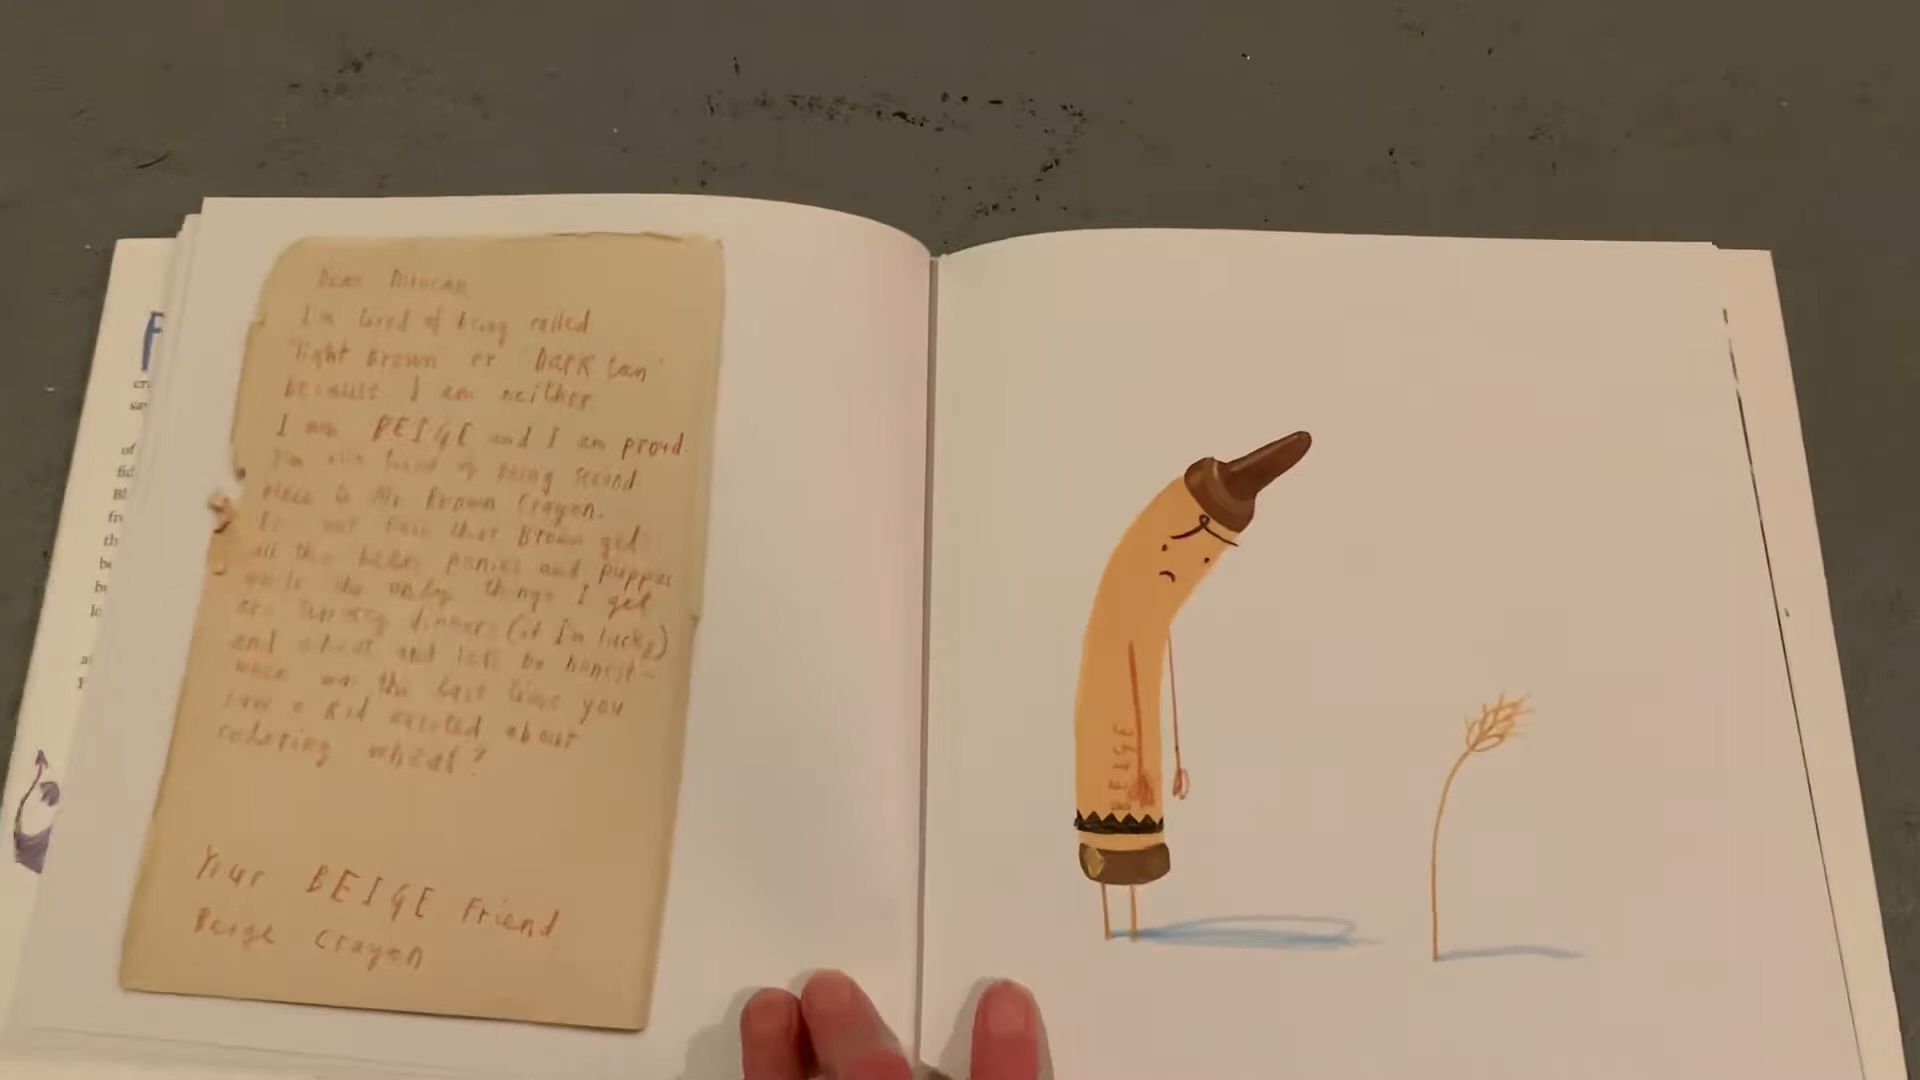 Dear Duncan
I'm tired of being called
"light brown" or "Dark tan"
because I am neither.
I am BEIGE and I am proud.
I'm also tired of being second
place to Mr. Brown Crayon.
It's not fair that Brown gets
all the bears, ponies and puppies
while the only things I get
are turkey dinners (if I'm lucky)
and wheat and let's be honest-
when was the last time you
saw a kid excited about
coloring wheat?
Your BEIGE Friend
Beige Crayon
BEIGE